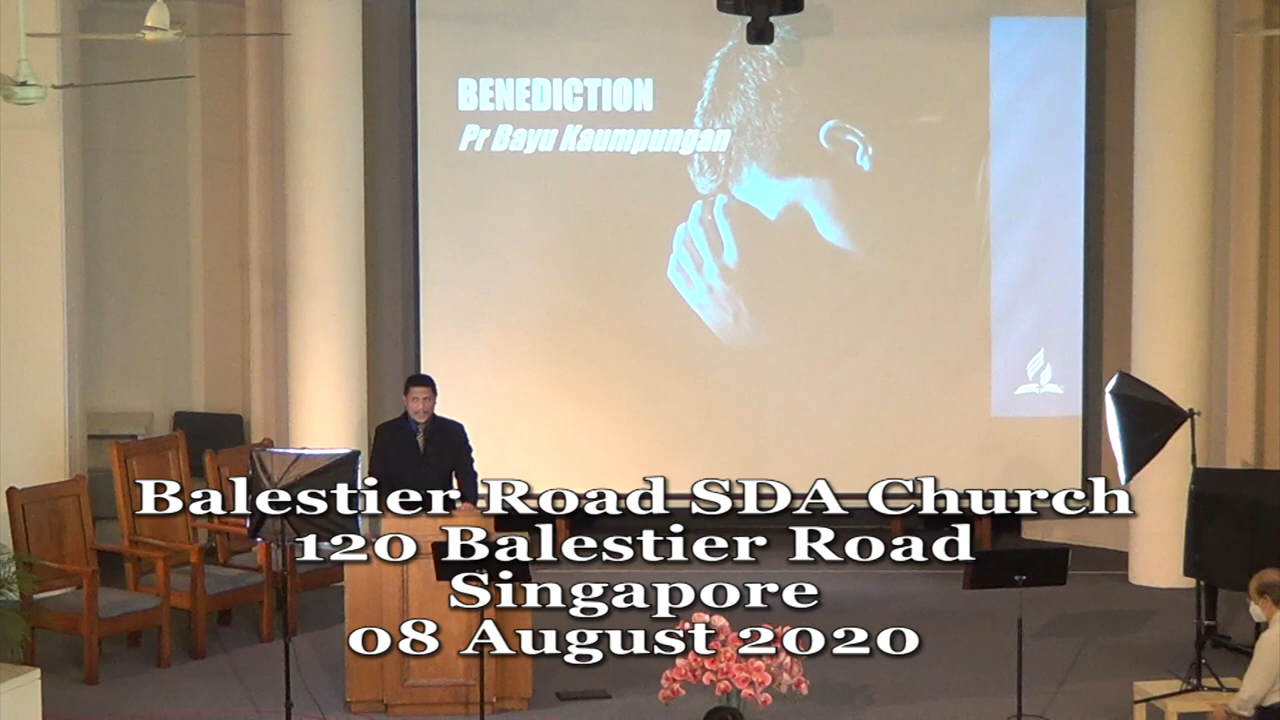 BENEDICTION
Pr Bayu Kaumpungan
Balestier Road SDA Church
120 Balestier Road
Singapore
08 August 2020